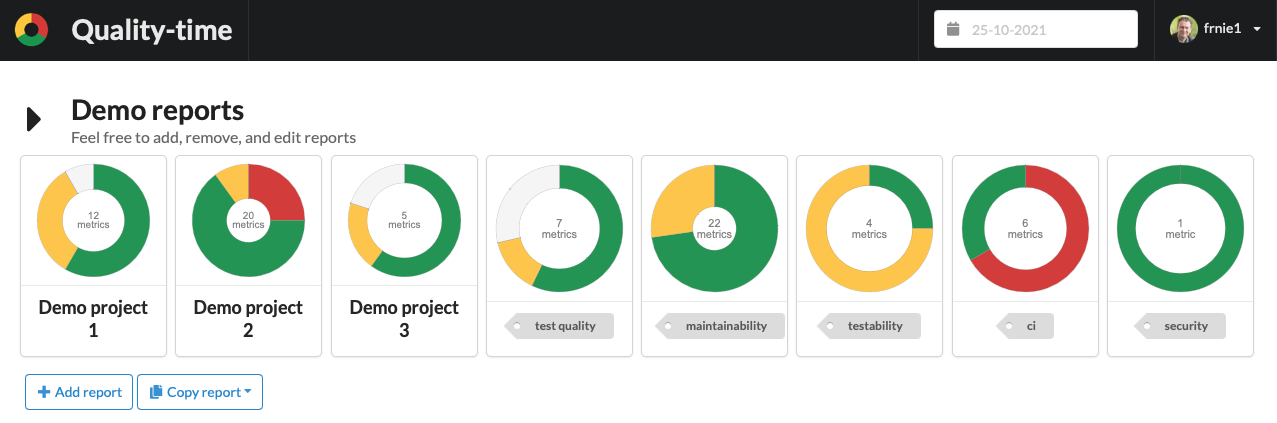 Quality-time
25-10-2021
frnie1
Demo reports
Feel free to add, remove, and edit reports
12
metrics
20
metrics
5
metrics
7
metrics
22
metrics
4
metrics
6
metrics
1
metric
Demo project
1
Demo project
2
Demo project
3
test quality
maintainability
testability
ci
security
Add report
Copy report